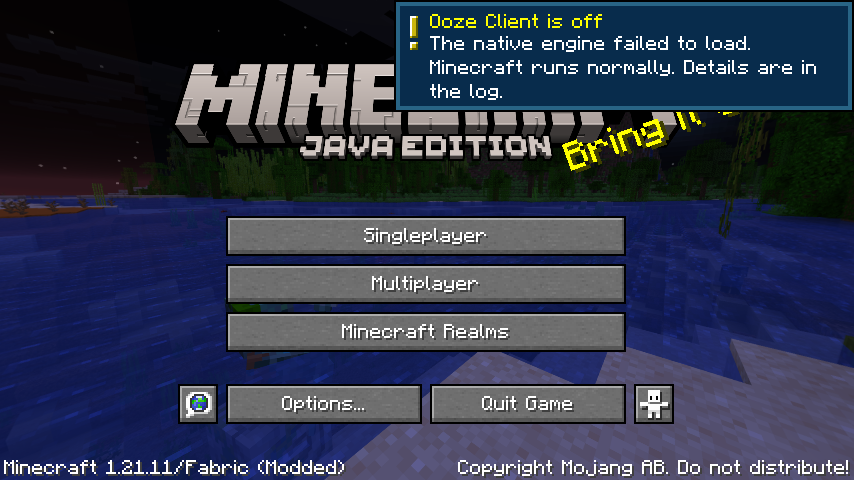 Ooze Client is off
The native engine failed to load.
Minecraft runs normally. Details are in
the log.
JAVA EDITION
Bring it
Singleplayer
Multiplayer
Minecraft Realms
Options...
Quit Game
Minecraft 1.21.11/Fabric (Modded)
Copyright Mojang AB. Do not distribute!